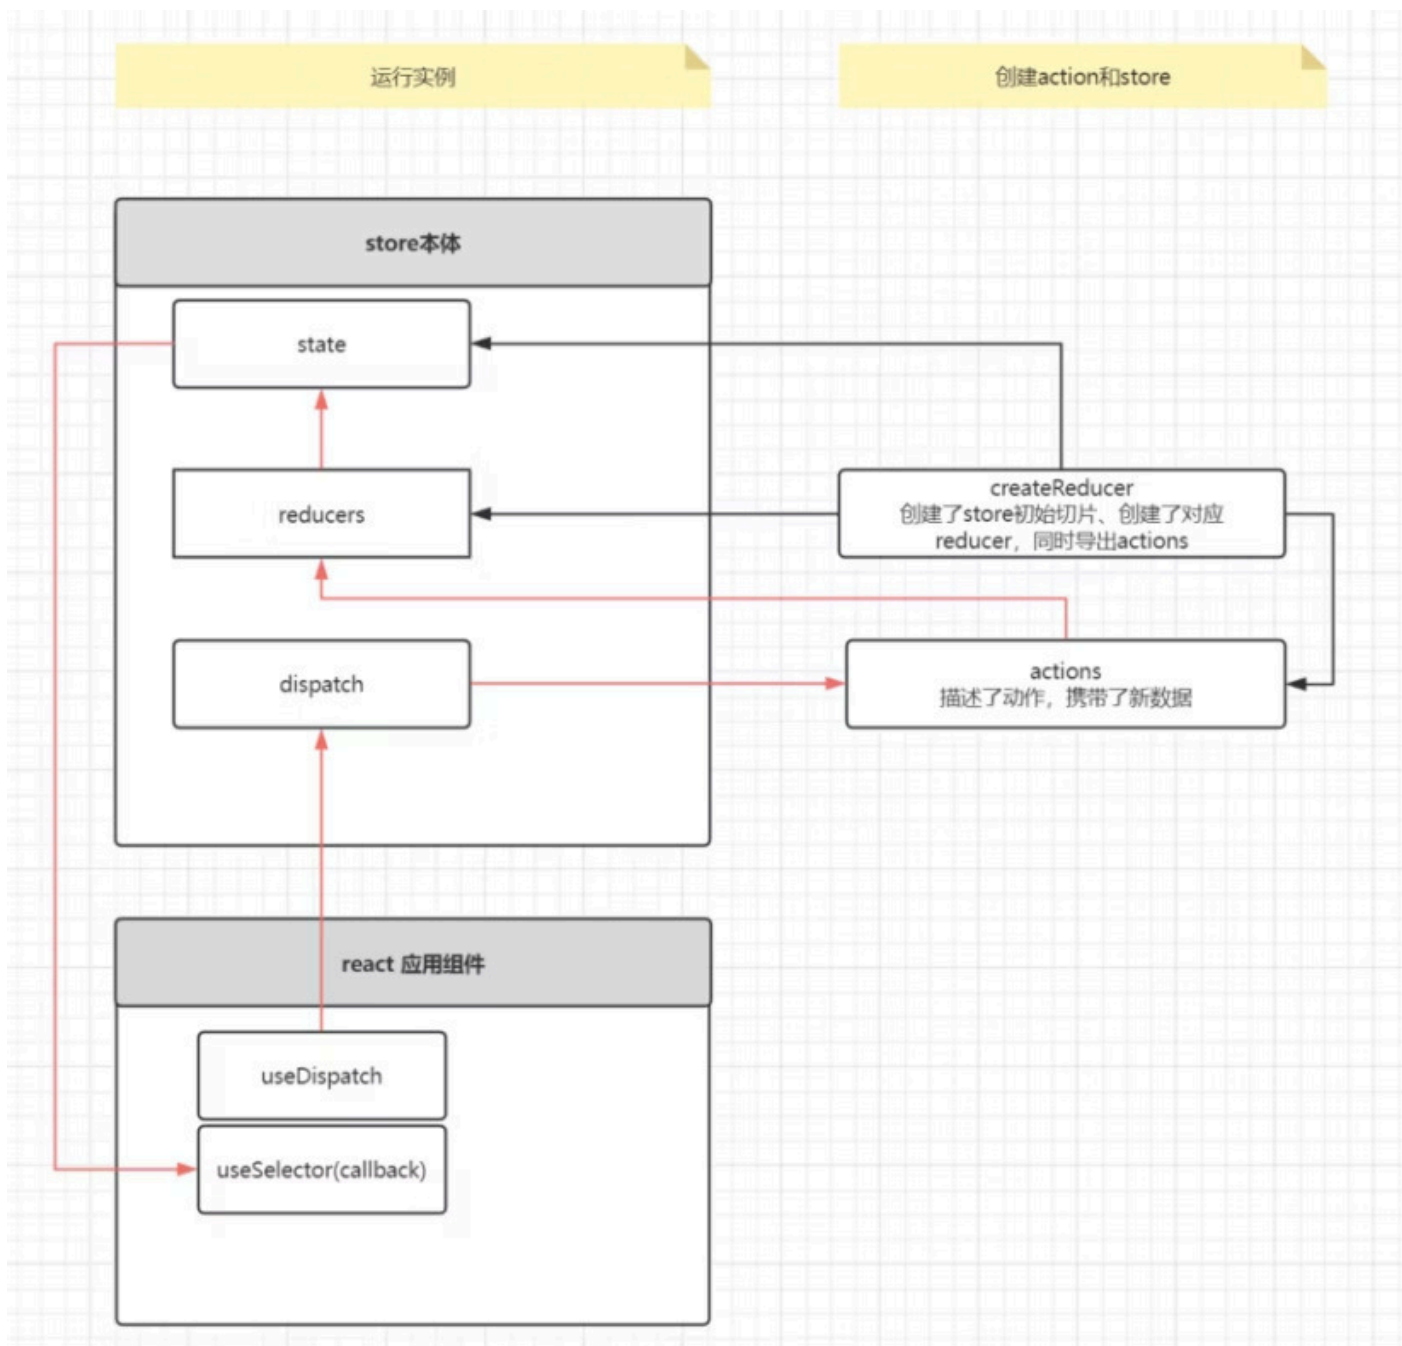 运行实例
创建action和store
store本体
state
reducers
createReducer
创建了store初始切片、创建了对应
reducer，同时导出actions
dispatch
actions
描述了动作，携带了新数据
react 应用组件
useDispatch
useSelector(callback)